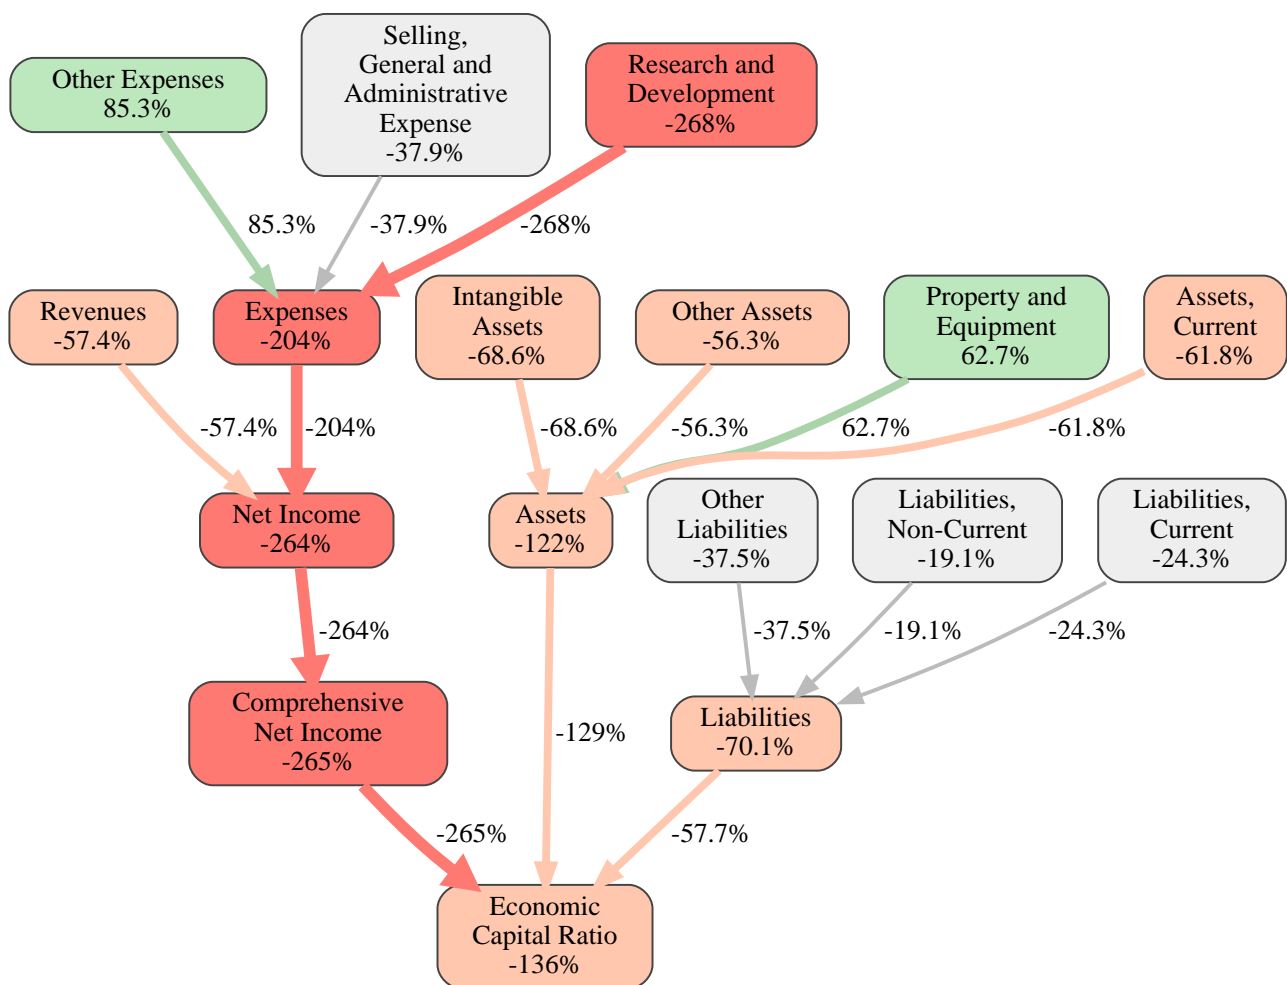 Selling,
General and
Administrative
Expense
-37.9%
Other Expenses
85.3%
Research and
Development
-268%
85.3%
-37.9%
-268%
Revenues
-57.4%
Expenses
-204%
Intangible
Assets
-68.6%
Other Assets
-56.3%
Property and
Equipment
62.7%
Assets,
Current
-61.8%
-57.4%
-204%
-68.6%
-56.3%
62.7%
-61.8%
Net Income
-264%
Assets
-122%
Other
Liabilities
-37.5%
Liabilities,
Non-Current
-19.1%
Liabilities,
Current
-24.3%
-264%
-37.5%
-19.1%
-24.3%
Comprehensive
Net Income
-265%
-129%
Liabilities
-70.1%
-265%
-57.7%
Economic
Capital Ratio
-136%